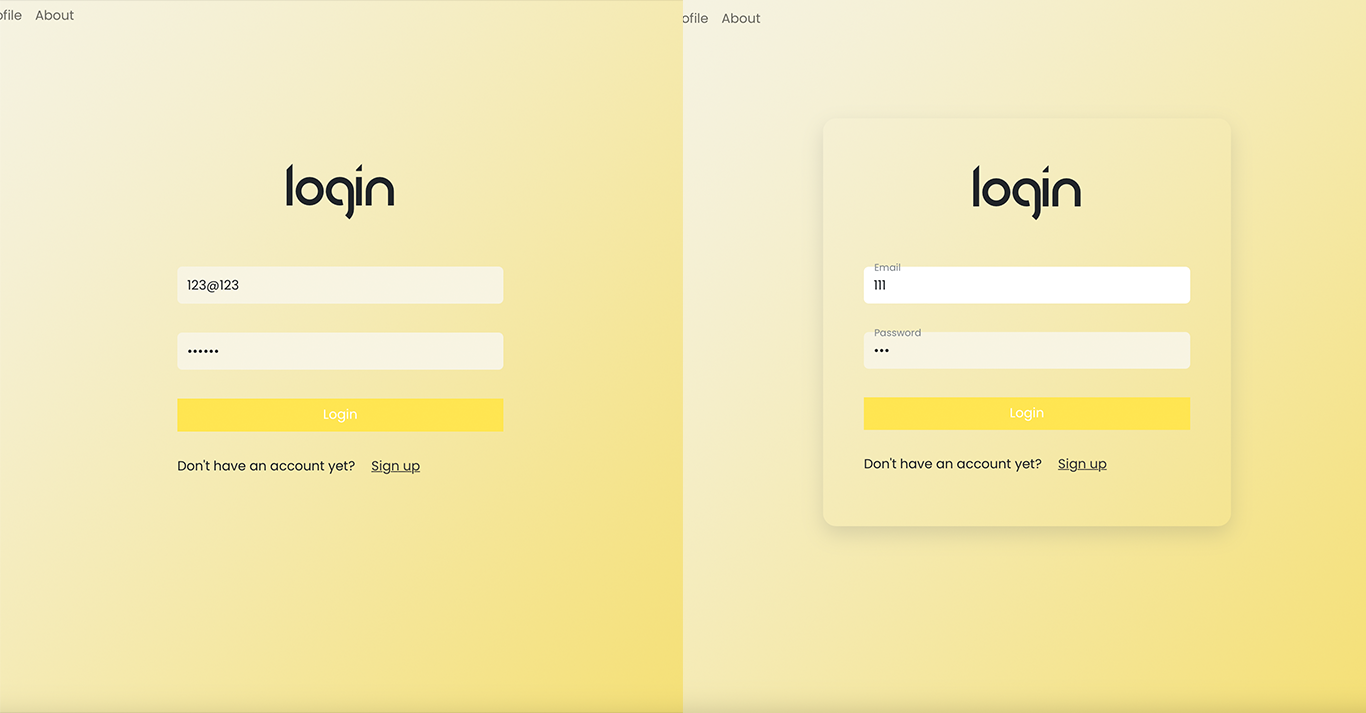 ofile About
login
123@123
••••••
Login
Don't have an account yet? Sign up
ofile About
login
Email
111
Password
•••
Login
Don't have an account yet? Sign up